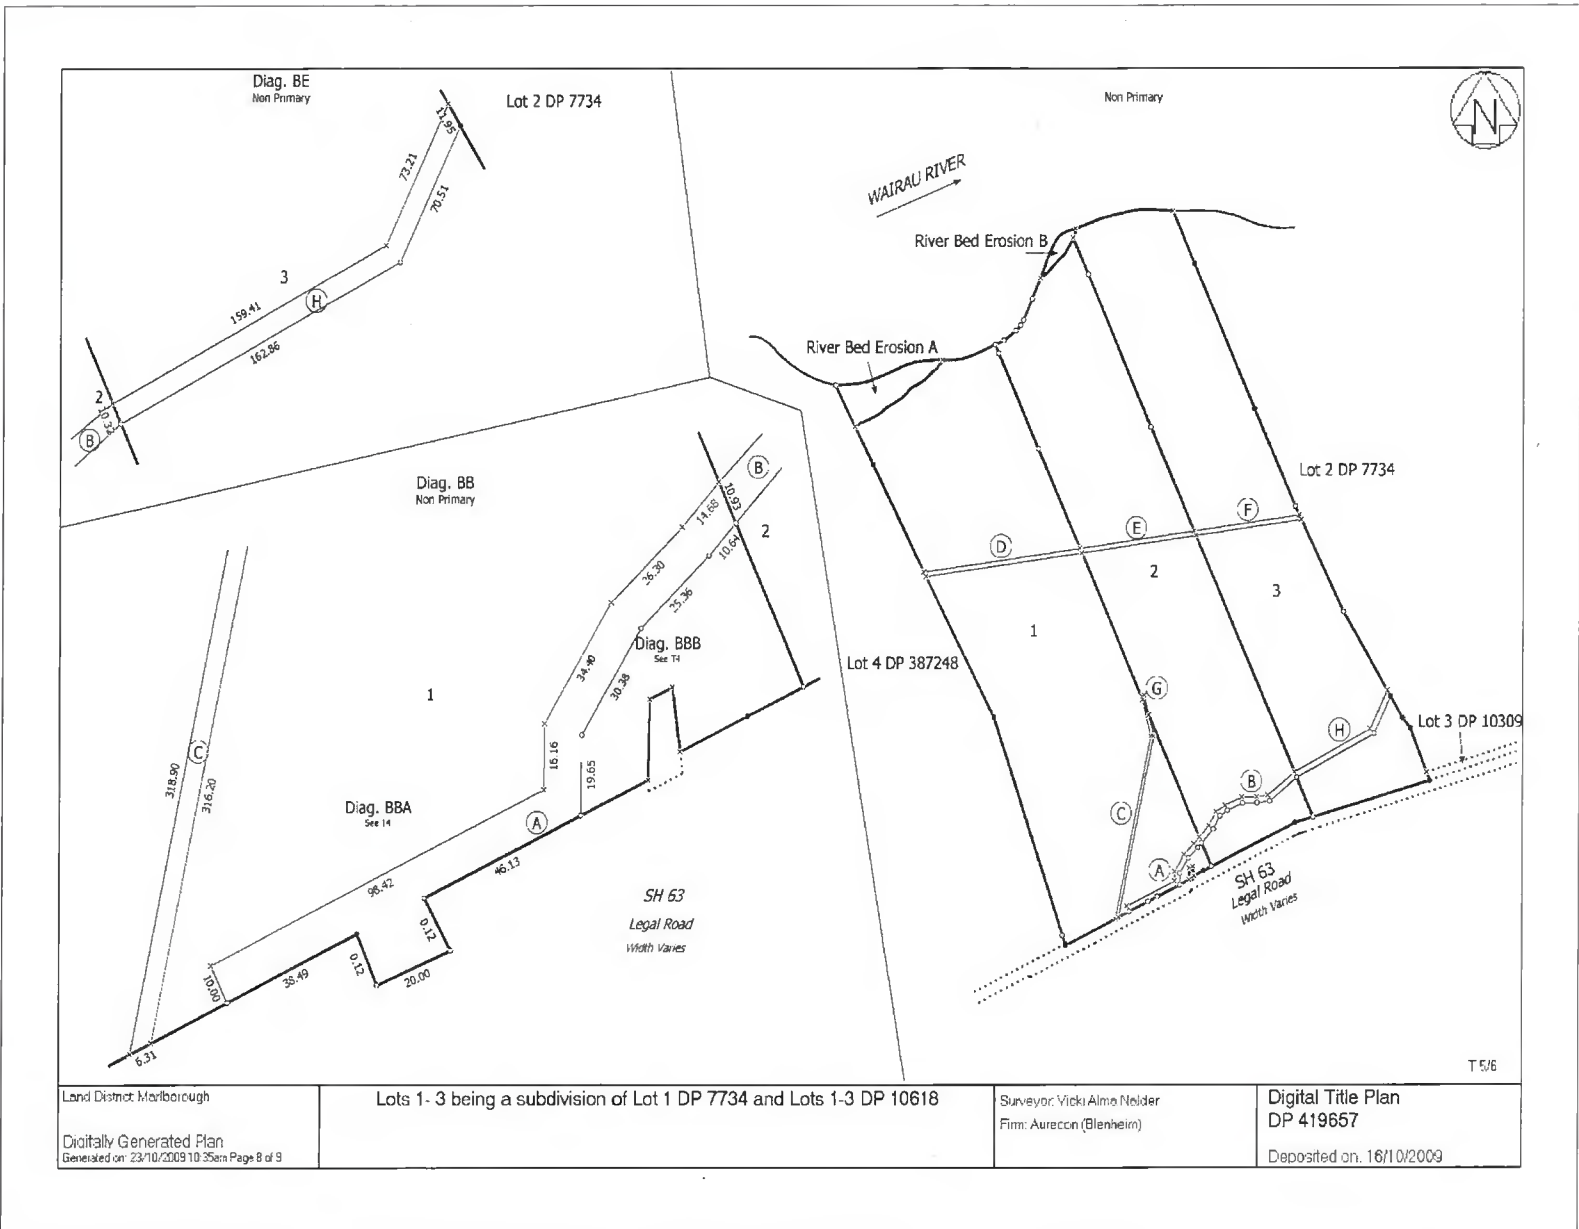 Diag. BE
Non Primary
Lot 2 DP 7734
11.95
73.21
70.51
3
H
159.41
162.86
2
10.32
B
Diag. BB
Non Primary
B
10.93
14.68
2
10.64
26.30
25.36
Diag. BBB
See T4
34.40
30.38
1
C
318.90
316.20
16.16
19.65
Diag. BBA
See T4
A
98.42
46.13
0.12
SH 63
Legal Road
Width Varies
10.00
38.49
0.12
20.00
6.31
Non Primary
N
WAIRAU RIVER
River Bed Erosion B
River Bed Erosion A
Lot 2 DP 7734
F
E
D
2
3
1
Lot 4 DP 387248
G
Lot 3 DP 10309
H
B
C
A
SH 63
Legal Road
Width Varies
T 5/6
Land District: Marlborough
Digitally Generated Plan
Generated on: 23/10/2009 10:35am Page 8 of 9
Lots 1- 3 being a subdivision of Lot 1 DP 7734 and Lots 1-3 DP 10618
Surveyor: Vicki Alma Nalder
Firm: Aurecon (Blenheim)
Digital Title Plan
DP 419657
Deposited on: 16/10/2009